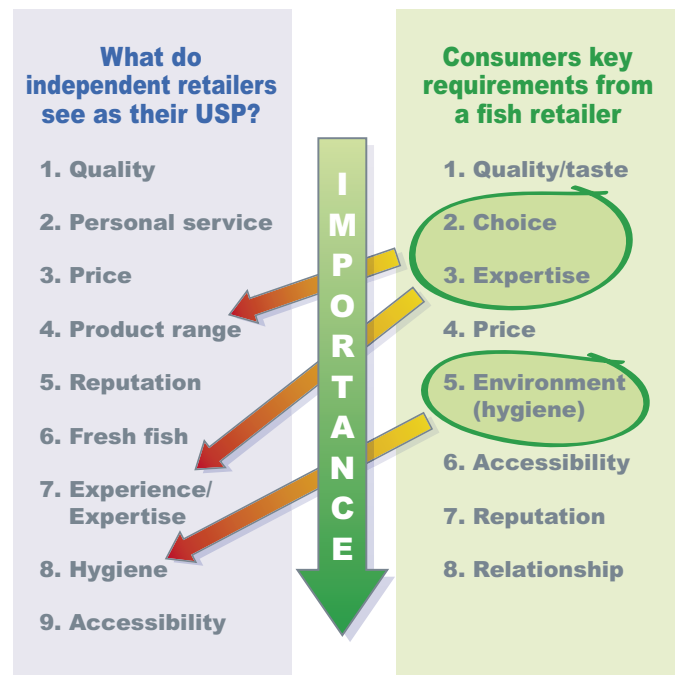 What do
independent retailers
see as their USP?
1. Quality
2. Personal service
3. Price
4. Product range
5. Reputation
6. Fresh fish
7. Experience/
Expertise
8. Hygiene
9. Accessibility
IMPORTANCE
Consumers key
requirements from
a fish retailer
1. Quality/taste
2. Choice
3. Expertise
4. Price
5. Environment
(hygiene)
6. Accessibility
7. Reputation
8. Relationship